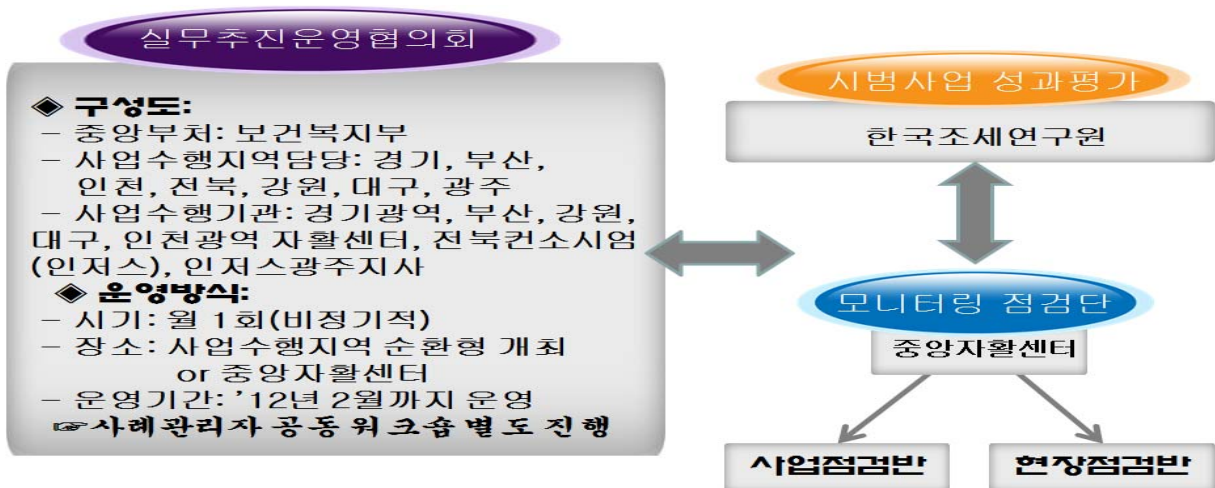 실무추진운영협의회
◈ 구성도:
– 중앙부처: 보건복지부
– 사업수행지역담당: 경기, 부산,
인천, 전북, 강원, 대구, 광주
– 사업수행기관: 경기광역, 부산, 강원,
대구, 인천광역 자활센터, 전북컨소시엄
(인저스), 인저스광주지사
◈ 운영방식:
– 시기: 월 1회(비정기적)
– 장소: 사업수행지역 순환형 개최
or 중앙자활센터
– 운영기간: ’12년 2월까지 운영
☞사례관리자 공동워크숍 별도 진행
시범사업 성과평가
한국조세연구원
모니터링 점검단
중앙자활센터
사업점검반
현장점검반